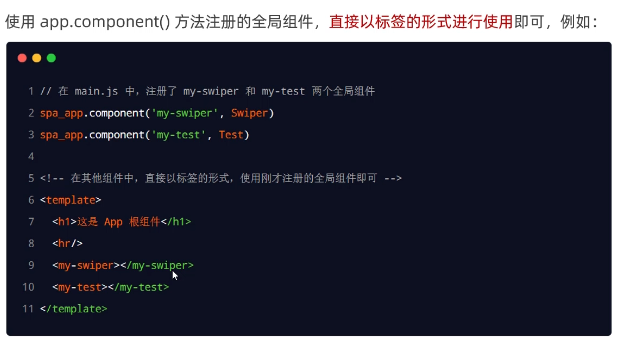 使用 app.component() 方法注册的全局组件，直接以标签的形式进行使用即可，例如：
1 // 在 main.js 中，注册了 my-swiper 和 my-test 两个全局组件
2 spa_app.component('my-swiper', Swiper)
3 spa_app.component('my-test', Test)
4
5 <!-- 在其他组件中，直接以标签的形式，使用刚才注册的全局组件即可 -->
6 <template>
7 <h1>这是 App 根组件</h1>
8 <hr/>
9 <my-swiper></my-swiper>
10 <my-test></my-test>
11 </template>